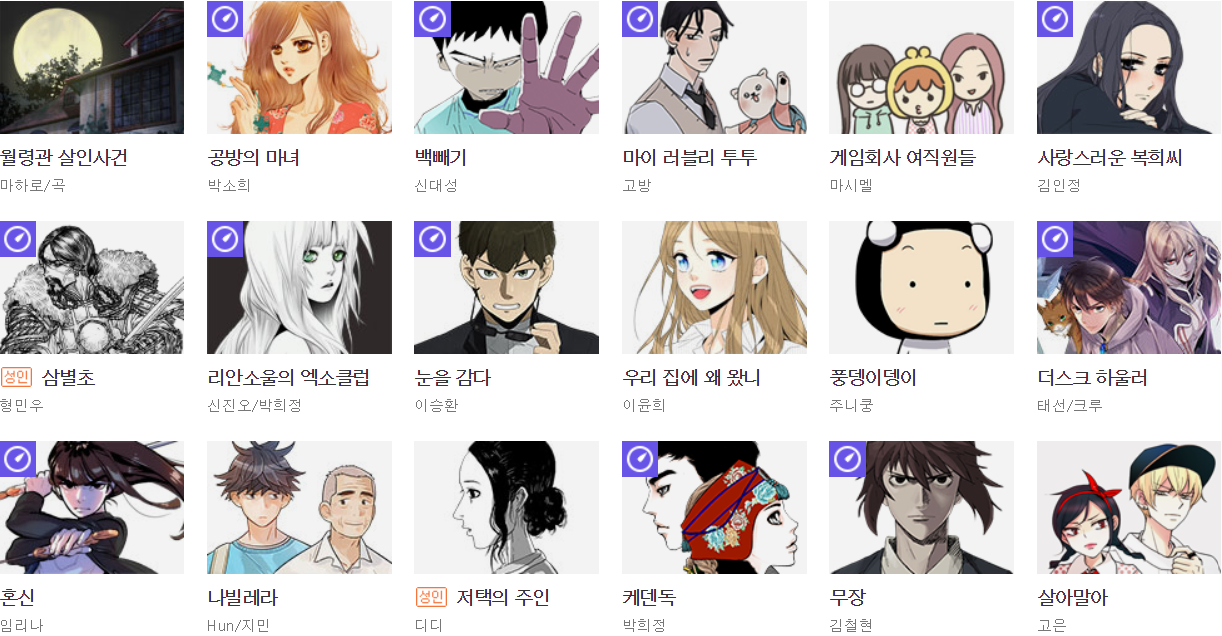 월령관 살인사건
마하로/곡
공방의 마녀
박소희
백빼기
신대성
마이 러블리 투투
고방
게임회사 여직원들
마시멜
사랑스러운 복희씨
김인정
성인 삼별초
형민우
리안소울의 엑소클럽
신진오/박희정
눈을 감다
이승환
우리 집에 왜 왔니
이윤희
풍뎅이뎅이
주니쿵
더스크 하울러
태선/크루
혼신
임리나
나빌레라
Hun/지민
성인 저택의 주인
디디
케덴독
박희정
무장
김철현
살아말아
고은